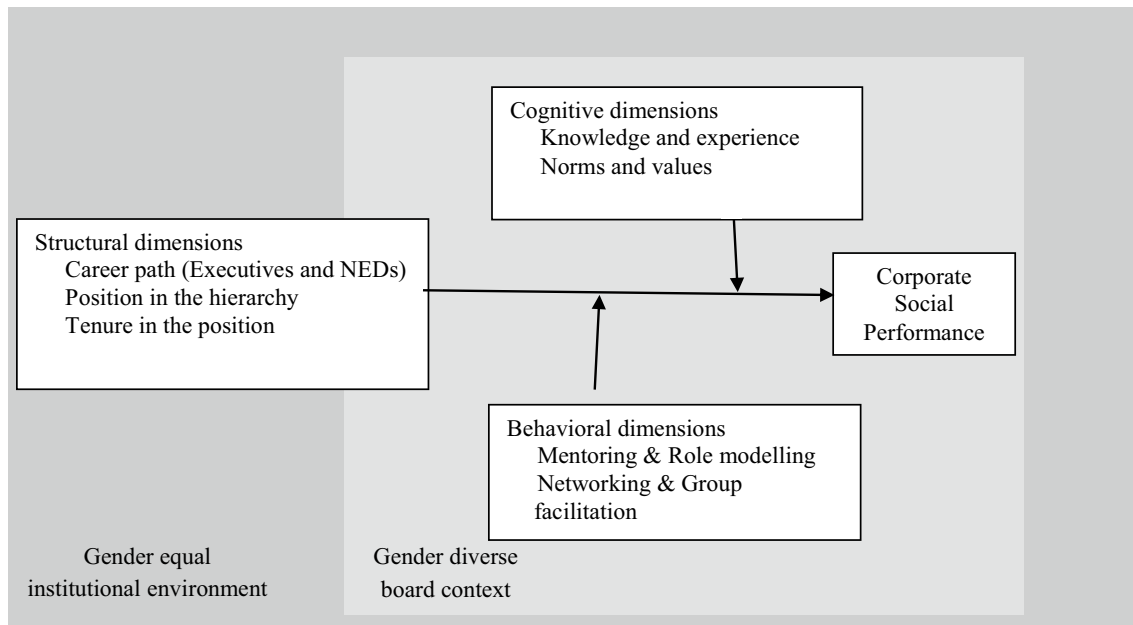 Cognitive dimensions
Knowledge and experience
Norms and values
Structural dimensions
Career path (Executives and NEDs)
Position in the hierarchy
Tenure in the position
Corporate
Social
Performance
Behavioral dimensions
Mentoring & Role modelling
Networking & Group
facilitation
Gender equal
institutional environment
Gender diverse
board context